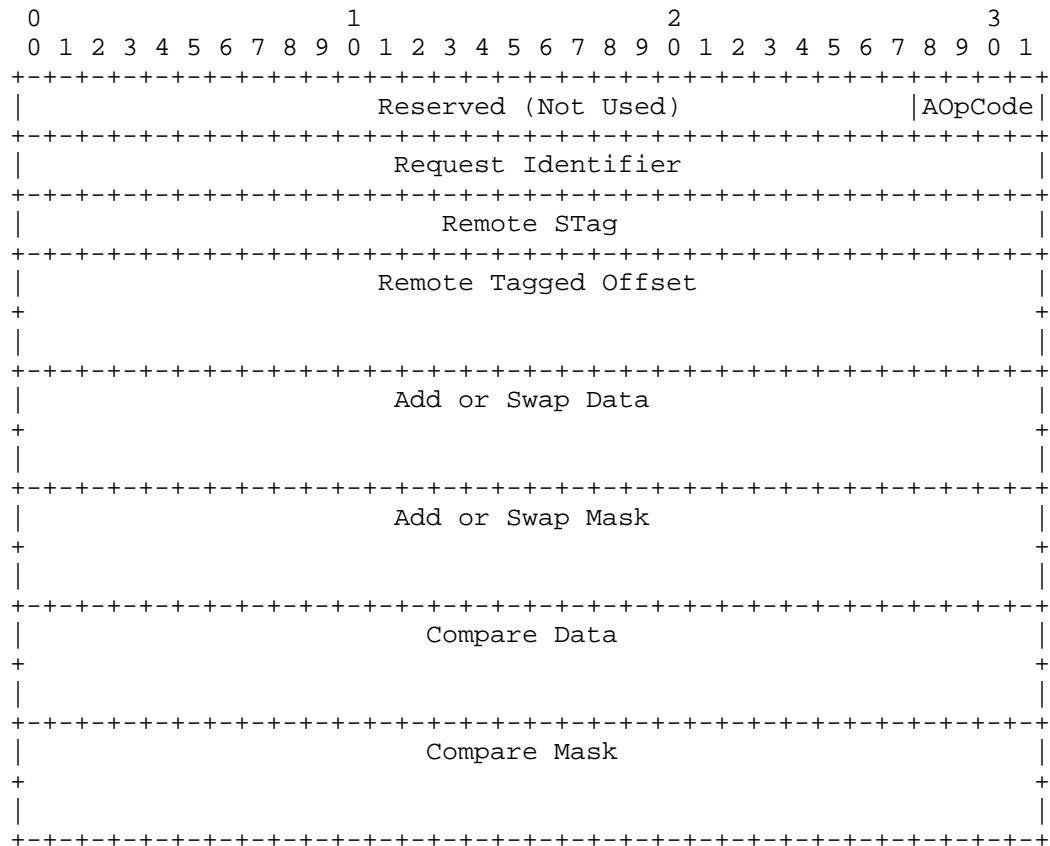 0                   1                   2                   3
 0 1 2 3 4 5 6 7 8 9 0 1 2 3 4 5 6 7 8 9 0 1 2 3 4 5 6 7 8 9 0 1
+-+-+-+-+-+-+-+-+-+-+-+-+-+-+-+-+-+-+-+-+-+-+-+-+-+-+-+-+-+-+-+-+
|                      Reserved (Not Used)              |AOpCode|
+-+-+-+-+-+-+-+-+-+-+-+-+-+-+-+-+-+-+-+-+-+-+-+-+-+-+-+-+-+-+-+-+
|                       Request Identifier                      |
+-+-+-+-+-+-+-+-+-+-+-+-+-+-+-+-+-+-+-+-+-+-+-+-+-+-+-+-+-+-+-+-+
|                          Remote STag                          |
+-+-+-+-+-+-+-+-+-+-+-+-+-+-+-+-+-+-+-+-+-+-+-+-+-+-+-+-+-+-+-+-+
|                      Remote Tagged Offset                     |
+                                                               +
|                                                               |
+-+-+-+-+-+-+-+-+-+-+-+-+-+-+-+-+-+-+-+-+-+-+-+-+-+-+-+-+-+-+-+-+
|                       Add or Swap Data                        |
+                                                               +
|                                                               |
+-+-+-+-+-+-+-+-+-+-+-+-+-+-+-+-+-+-+-+-+-+-+-+-+-+-+-+-+-+-+-+-+
|                       Add or Swap Mask                        |
+                                                               +
|                                                               |
+-+-+-+-+-+-+-+-+-+-+-+-+-+-+-+-+-+-+-+-+-+-+-+-+-+-+-+-+-+-+-+-+
|                         Compare Data                          |
+                                                               +
|                                                               |
+-+-+-+-+-+-+-+-+-+-+-+-+-+-+-+-+-+-+-+-+-+-+-+-+-+-+-+-+-+-+-+-+
|                         Compare Mask                          |
+                                                               +
|                                                               |
+-+-+-+-+-+-+-+-+-+-+-+-+-+-+-+-+-+-+-+-+-+-+-+-+-+-+-+-+-+-+-+-+